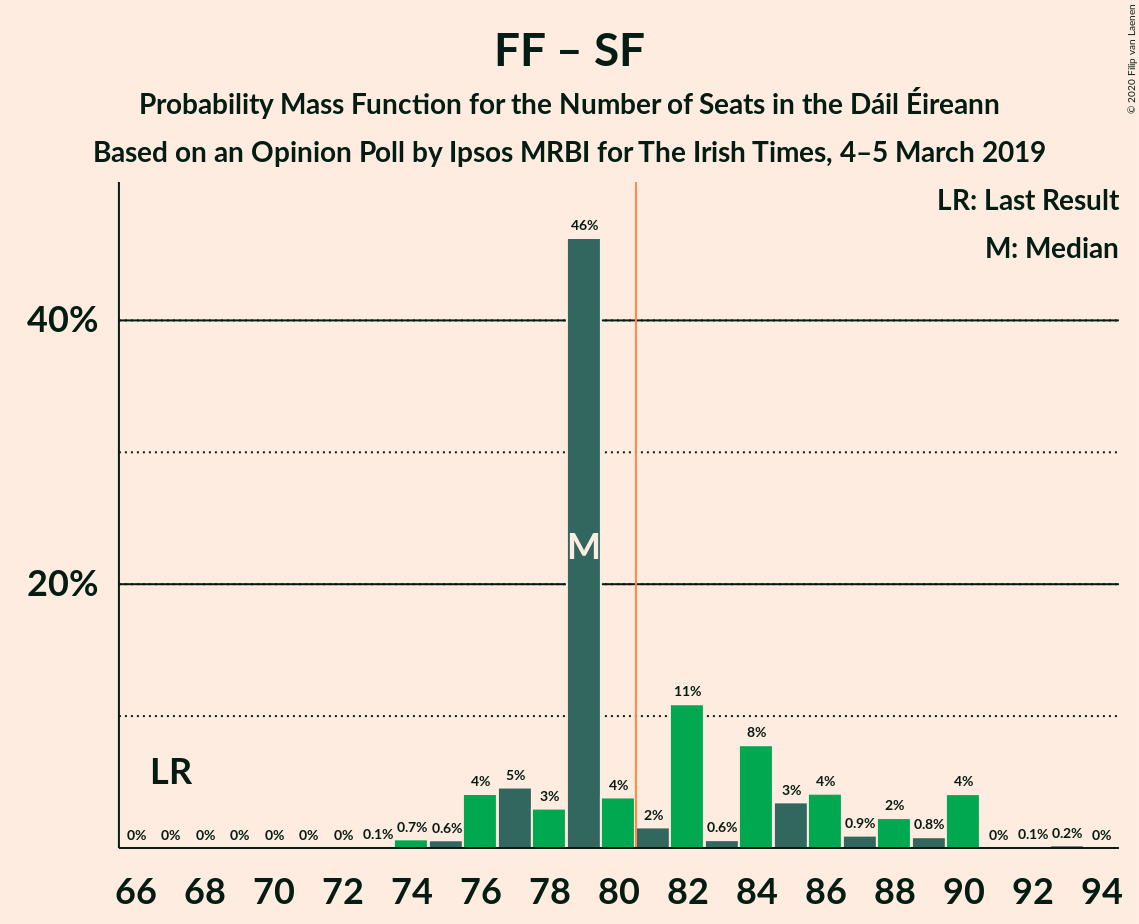 FF – SF
Probability Mass Function for the Number of Seats in the Dáil Éireann
Based on an Opinion Poll by Ipsos MRBI for The Irish Times, 4–5 March 2019
© 2020 Filip van Laenen
LR: Last Result
M: Median
46%
40%
M
20%
11%
8%
LR
4% 5% 3% 4% 3% 4% 4%
0% 0% 0% 0% 0% 0% 0% 0.1% 0.7% 0.6% 2% 0.6% 0.9% 2% 0.8% 0% 0.1% 0.2% 0%
66 68 70 72 74 76 78 80 82 84 86 88 90 92 94